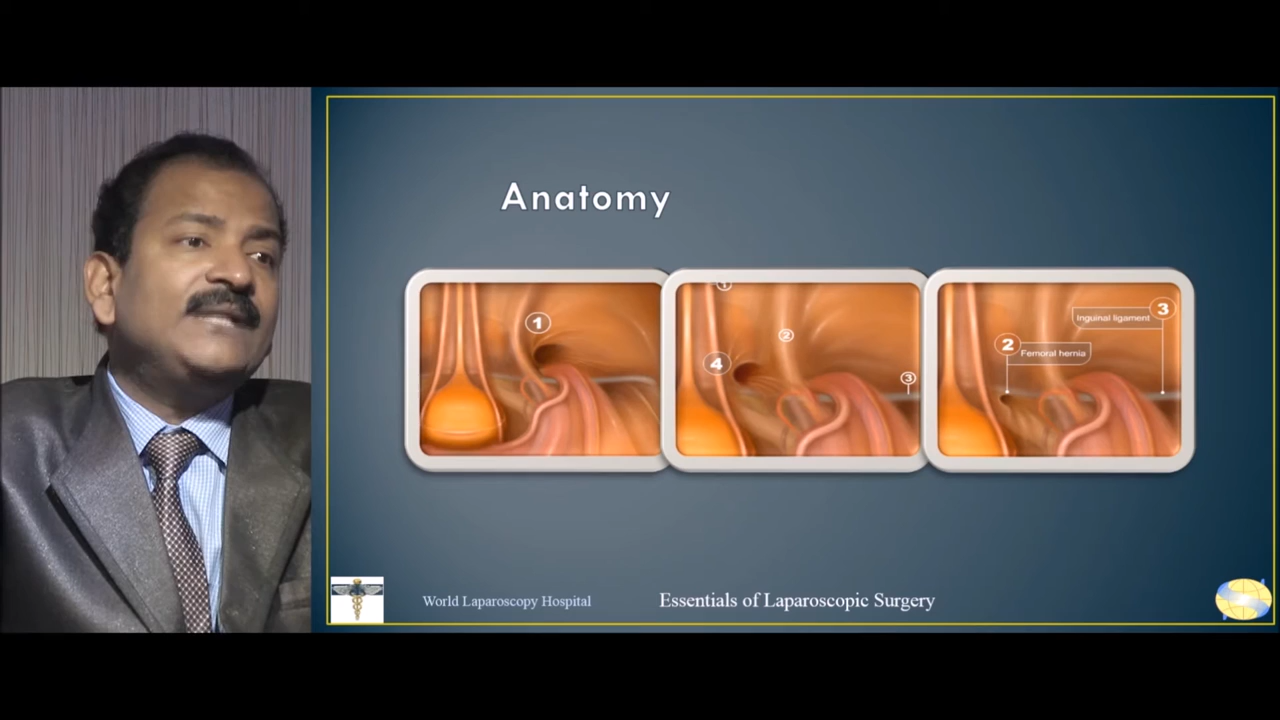 Anatomy
1
1
2
3
4
3
Inguinal ligament
2
Femoral hernia
World Laparoscopy Hospital
Essentials of Laparoscopic Surgery